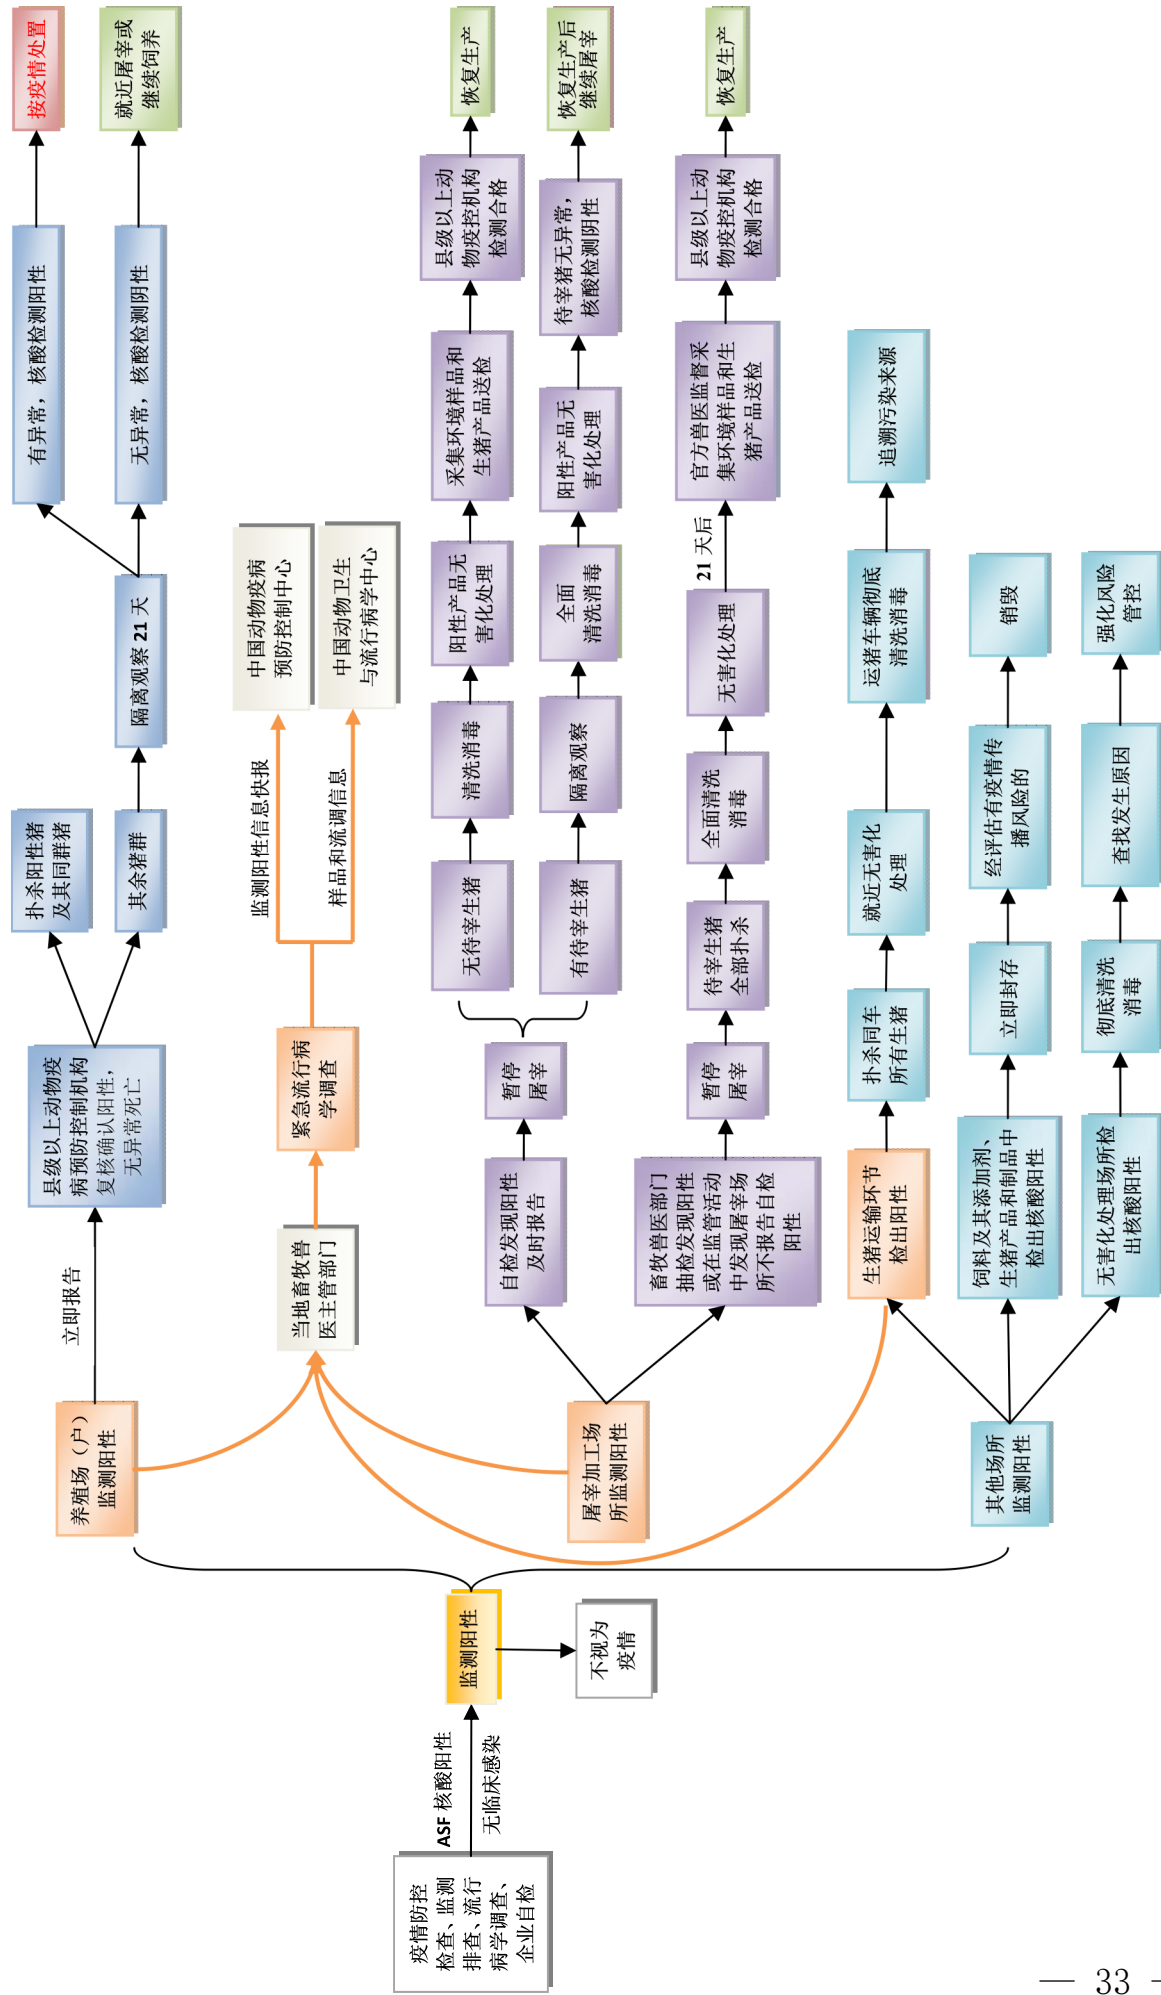 疫情防控
检查、监测
排查、流行
病学调查、
企业自检
ASF 核酸阳性
无临床感染
监测阳性
不视为
疫情
养殖场（户）
监测阳性
立即报告
县级以上动物疫
病预防控制机构
复核确认阳性，
无异常死亡
扑杀阳性猪
及其同群猪
其余猪群
隔离观察 21 天
有异常，核酸检测阳性
按疫情处置
无异常，核酸检测阴性
就近屠宰或
继续饲养
当地畜牧兽
医主管部门
紧急流行病
学调查
监测阳性信息快报
样品和流调信息
中国动物疫病
预防控制中心
中国动物卫生
与流行病学中心
屠宰加工场
所监测阳性
自检发现阳性
及时报告
暂停
屠宰
无待宰生猪
清洗消毒
阳性产品无
害化处理
采集环境样品和
生猪产品送检
县级以上动
物疫控机构
检测合格
恢复生产
有待宰生猪
隔离观察
全面
清洗消毒
阳性产品无
害化处理
待宰猪无异常，
核酸检测阴性
恢复生产后
继续屠宰
畜牧兽医部门
抽检发现阳性
或在监管活动
中发现屠宰场
所不报告自检
阳性
暂停
屠宰
待宰生猪
全部扑杀
全面清洗
消毒
无害化处理
21 天后
官方兽医监督采
集环境样品和生
猪产品送检
县级以上动
物疫控机构
检测合格
恢复生产
其他场所
监测阳性
生猪运输环节
检出阳性
扑杀同车
所有生猪
就近无害化
处理
运猪车辆彻底
清洗消毒
追溯污染来源
饲料及其添加剂、
生猪产品和制品中
检出核酸阳性
立即封存
经评估有疫情传
播风险的
销毁
无害化处理场所检
出核酸阳性
彻底清洗
消毒
查找发生原因
强化风险
管控
— 33 —